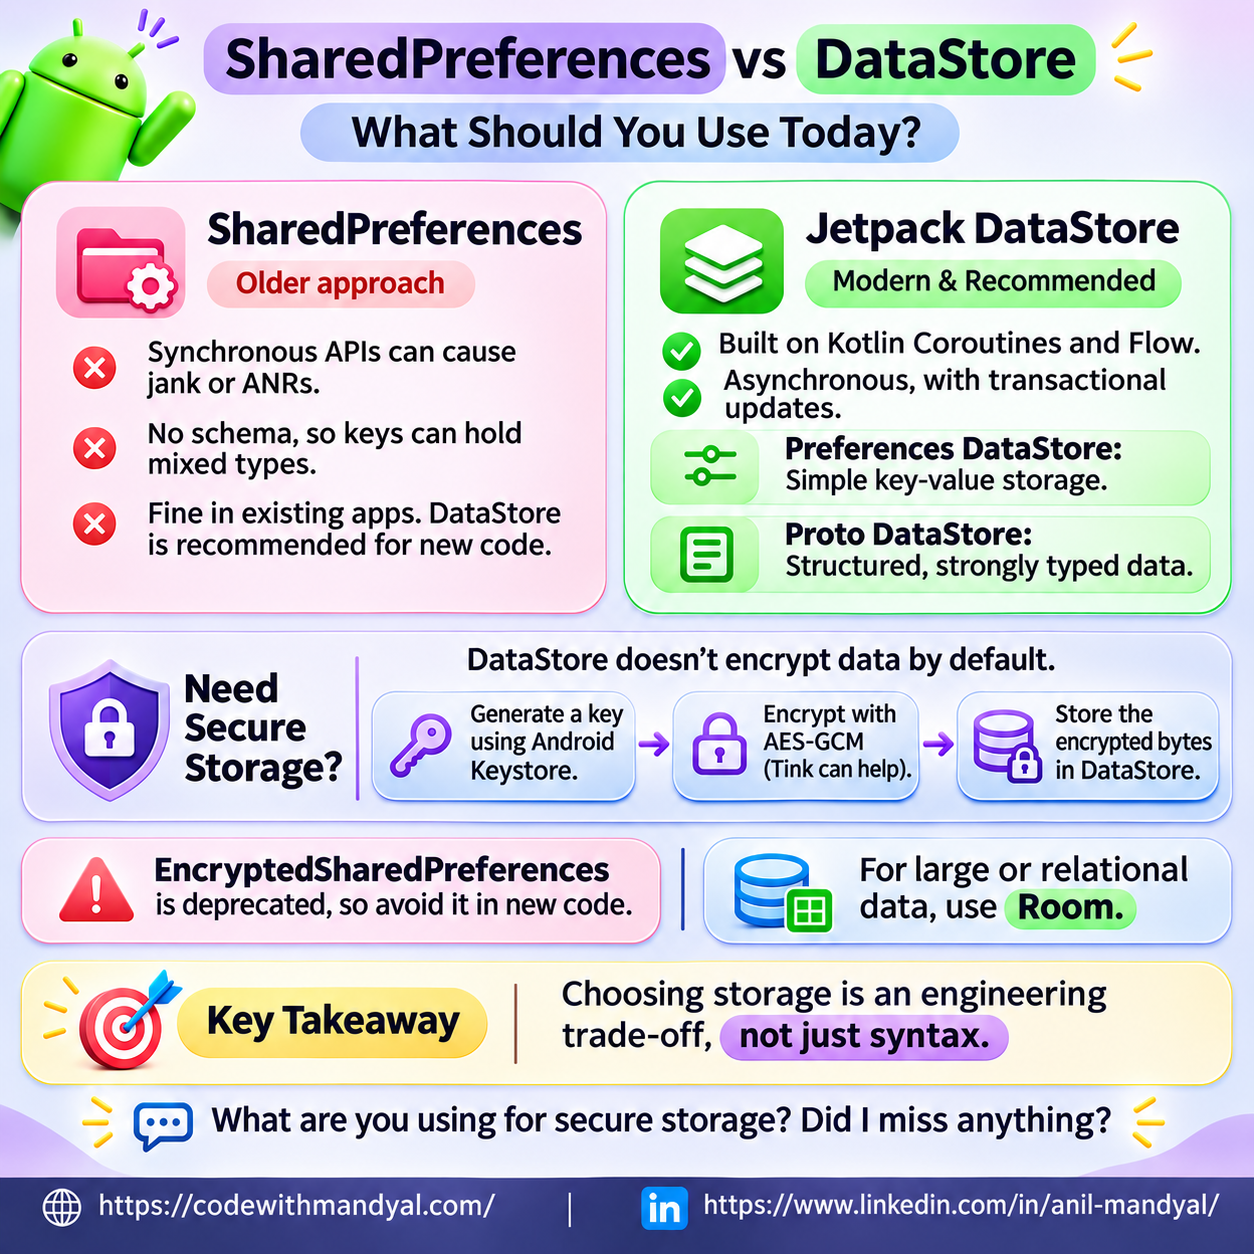 SharedPreferences vs DataStore
What Should You Use Today?
SharedPreferences
Older approach
Synchronous APIs can cause
jank or ANRs.
No schema, so keys can hold
mixed types.
Fine in existing apps. DataStore
is recommended for new code.
Jetpack DataStore
Modern & Recommended
Built on Kotlin Coroutines and Flow.
Asynchronous, with transactional
updates.
Preferences DataStore:
Simple key-value storage.
Proto DataStore:
Structured, strongly typed data.
Need
Secure
Storage?
DataStore doesn’t encrypt data by default.
Generate a key
using Android
Keystore.
Encrypt with
AES-GCM
(Tink can help).
Store the
encrypted bytes
in DataStore.
EncryptedSharedPreferences
is deprecated, so avoid it in new code.
For large or relational
data, use Room.
Key Takeaway
Choosing storage is an engineering
trade-off, not just syntax.
What are you using for secure storage? Did I miss anything?
https://codewithmandyal.com/
|
in
https://www.linkedin.com/in/anil-mandyal/